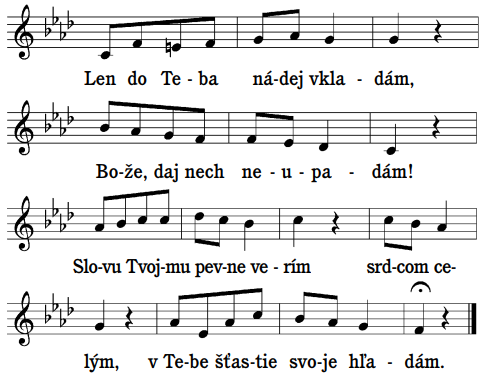 Len do Te - ba ná-dej vkla - dám,
Bo-že, daj nech ne - u - pa - dám!
Slo-vu Tvoj-mu pev-ne ve - rím srd-com ce-
lým, v Te-be šťas-tie svo-je hľa - dám.